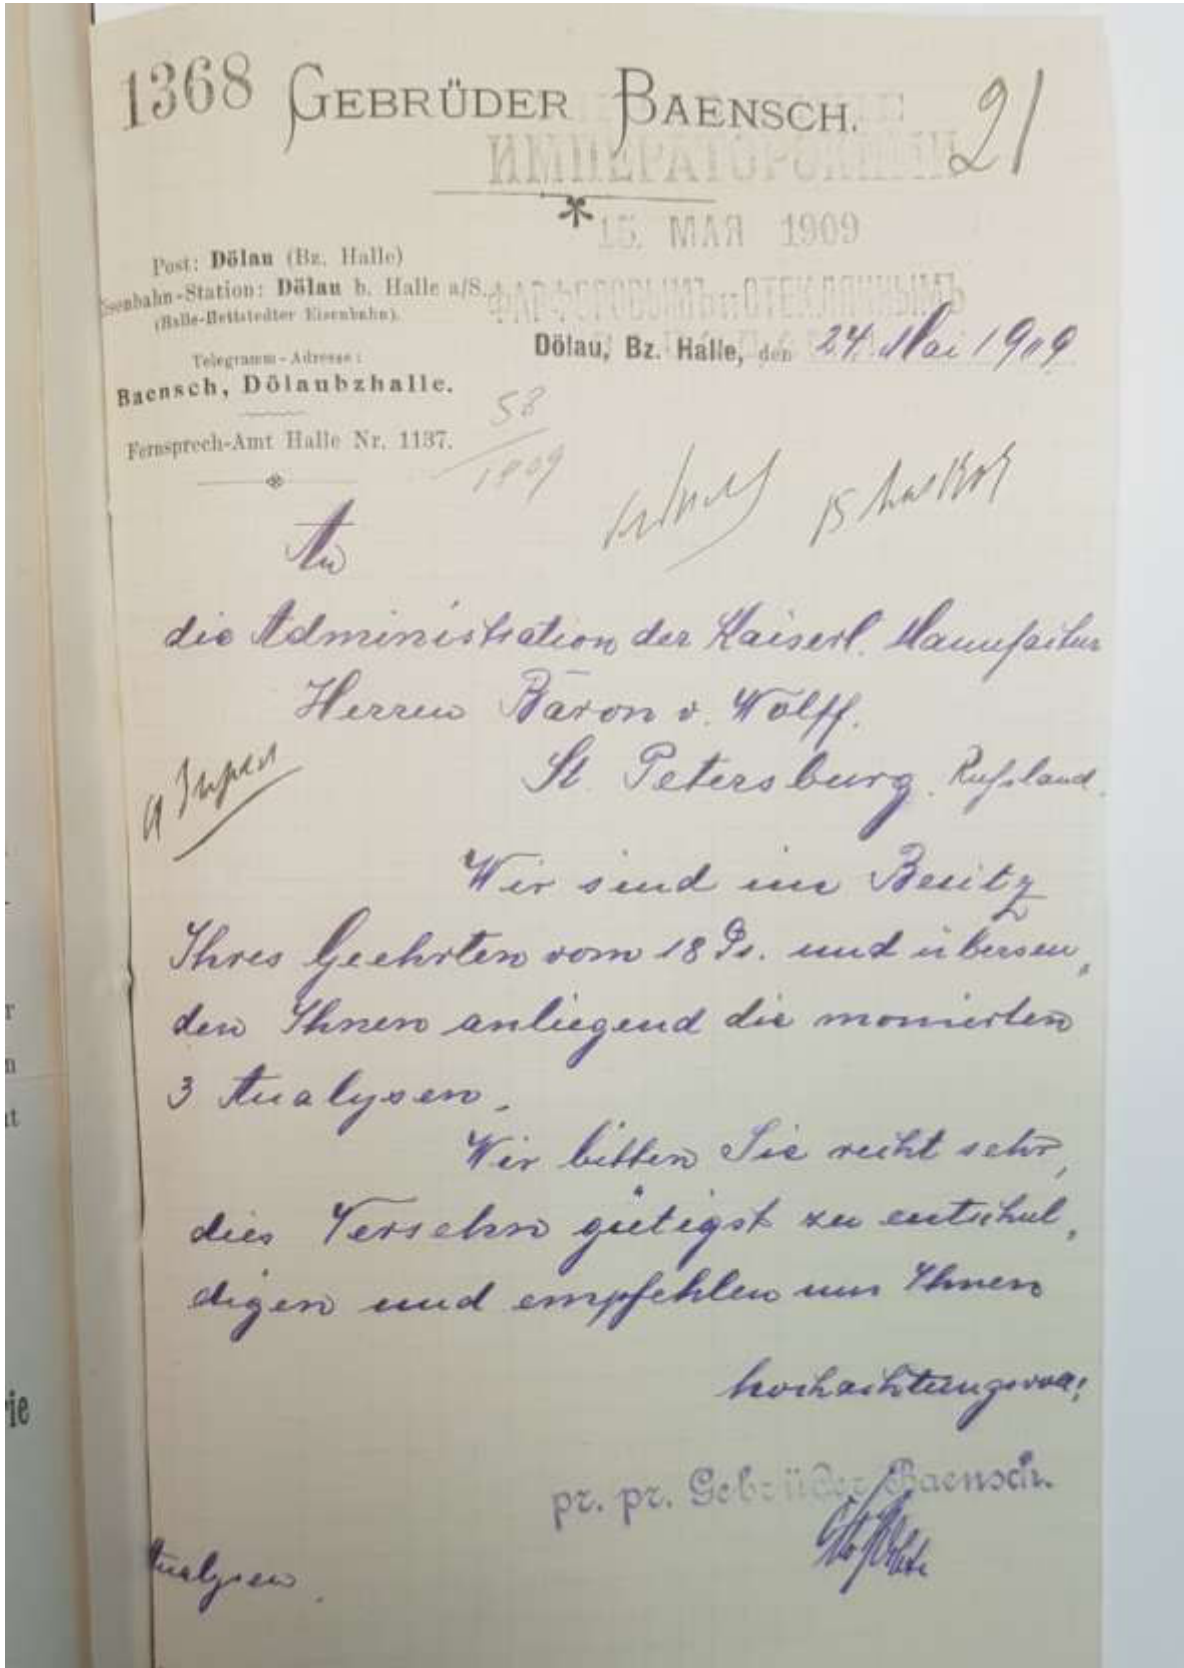 1368 GEBRÜDER BAENSCH. 21
ИМПЕРАТОРСКИМИ
15. МАЯ 1909
ФАРФОРОВЫМЪ и СТЕКЛЯННЫМЪ
Post: Dölau (Bz. Halle)
Eisenbahn-Station: Dölau b. Halle a/S.
(Halle-Hettstedter Eisenbahn).
Dölau, Bz. Halle, den 24. Mai 1909
Telegramm-Adresse:
Baensch, Dölaubzhalle.
58
1909
Fernsprech-Amt Halle Nr. 1137.
An
die Administration der Kaiserl. Manufactur
Herren Baron v. Wolff.
St. Petersburg. Rußland.
Wir sind im Besitz
Ihres Geehrten vom 18 Ds. und übersen„
den Ihnen anliegend die monierten
3 Analysen.
Wir bitten Sie recht sehr,
dies Versehn gütigst zu entschul„
digen und empfehlen uns Ihnen
hochachtungsvoll
pr. pr. Gebrüder Baensch.
Analysen.